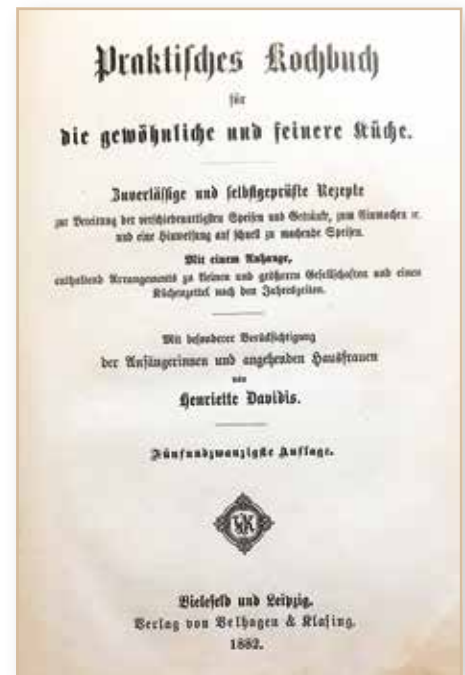 Praktisches Kochbuch
für
die gewöhnliche und feinere Küche.
Zuverlässige und selbstgeprüfte Rezepte
zur Bereitung der verschiedenartigsten Speisen und Getränke, zum Einmachen ꝛc.
und eine Hinweisung auf schnell zu machende Speisen.
Mit einem Anhange,
enthaltend Arrangements zu kleinen und größeren Gesellschaften und einen
Küchenzettel nach den Jahreszeiten.
Mit besonderer Berücksichtigung
der Anfängerinnen und angehenden Hausfrauen
von
Henriette Davidis.
Fünfundzwanzigste Auflage.
VK
Bielefeld und Leipzig.
Verlag von Velhagen & Klasing.
1882.